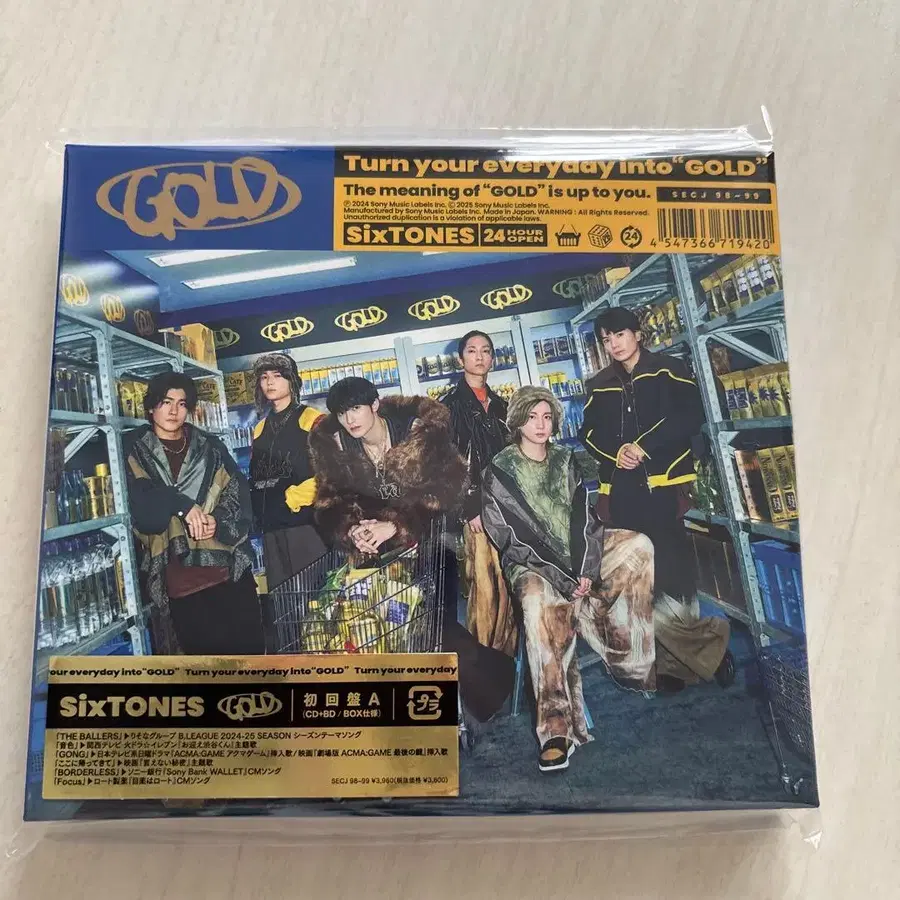 GOLD
Turn your everyday into“GOLD”
The meaning of “GOLD” is up to you.
SECJ 98-99
Ⓟ 2024 Sony Music Labels Inc. Ⓒ2025 Sony Music Labels Inc.
Manufactured by Sony Music Labels Inc. Made in Japan. WARNING : All Rights Reserved.
Unauthorized duplication is a violation of applicable laws.
SixTONES
24 HOUR OPEN
24
4 547366 719420
GOLD
GOLD
GOLD
GOLD
GOLD
GOLD
GOLD
our everyday into“GOLD” Turn your everyday into“GOLD” Turn your everyday
SixTONES
GOLD
初回盤A
(CD+BD / BOX仕様)
プラ
「THE BALLERS」▶りそなグループ B.LEAGUE 2024-25 SEASON シーズンテーマソング
「音色」▶関西テレビ 火ドラ☆イレブン「お迎え渋谷くん」主題歌
「GONG」▶日本テレビ系日曜ドラマ「ACMA:GAME アクマゲーム」挿入歌/映画「劇場版 ACMA:GAME 最後の鍵」挿入歌
「ここに帰ってきて」▶映画「言えない秘密」主題歌
「BORDERLESS」▶ソニー銀行「Sony Bank WALLET」CMソング
「Focus」▶ロート製薬「目薬はロート」CMソング
SECJ 98-99 ¥3,960(税抜価格 ¥3,600)